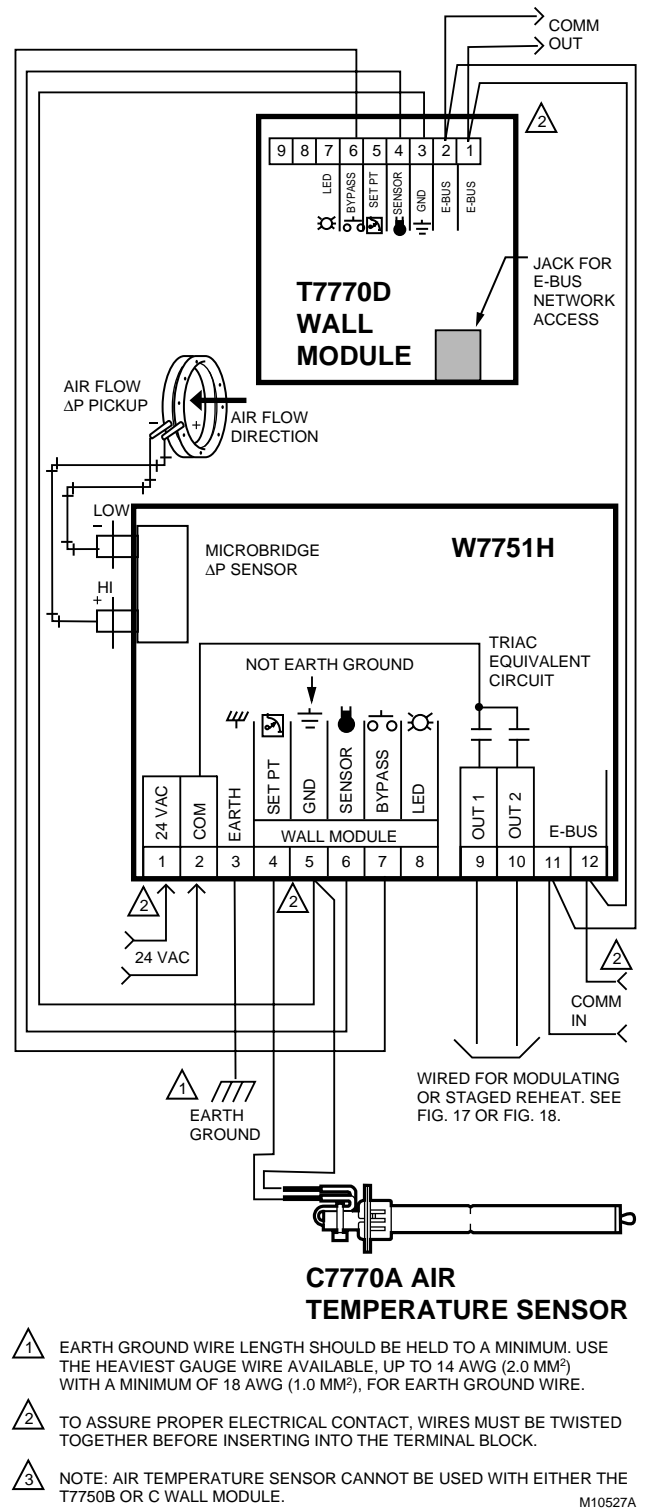 COMM
OUT
2
9 8 7 6 5 4 3 2 1
LED
BYPASS
SET PT
SENSOR
GND
E-BUS
E-BUS
T7770D
WALL
MODULE
JACK FOR
E-BUS
NETWORK
ACCESS
AIR FLOW
ΔP PICKUP
- +
AIR FLOW
DIRECTION
LOW
-
HI
+
MICROBRIDGE
ΔP SENSOR
W7751H
NOT EARTH GROUND
TRIAC
EQUIVALENT
CIRCUIT
24 VAC
COM
EARTH
SET PT
GND
SENSOR
BYPASS
LED
OUT 1
OUT 2
WALL MODULE
E-BUS
1 2 3 4 5 6 7 8 9 10 11 12
2
2
24 VAC
2
COMM
IN
1
EARTH
GROUND
WIRED FOR MODULATING
OR STAGED REHEAT. SEE
FIG. 17 OR FIG. 18.
C7770A AIR
TEMPERATURE SENSOR
1 EARTH GROUND WIRE LENGTH SHOULD BE HELD TO A MINIMUM. USE
THE HEAVIEST GAUGE WIRE AVAILABLE, UP TO 14 AWG (2.0 MM²)
WITH A MINIMUM OF 18 AWG (1.0 MM²), FOR EARTH GROUND WIRE.
2 TO ASSURE PROPER ELECTRICAL CONTACT, WIRES MUST BE TWISTED
TOGETHER BEFORE INSERTING INTO THE TERMINAL BLOCK.
3 NOTE: AIR TEMPERATURE SENSOR CANNOT BE USED WITH EITHER THE
T7750B OR C WALL MODULE.
M10527A